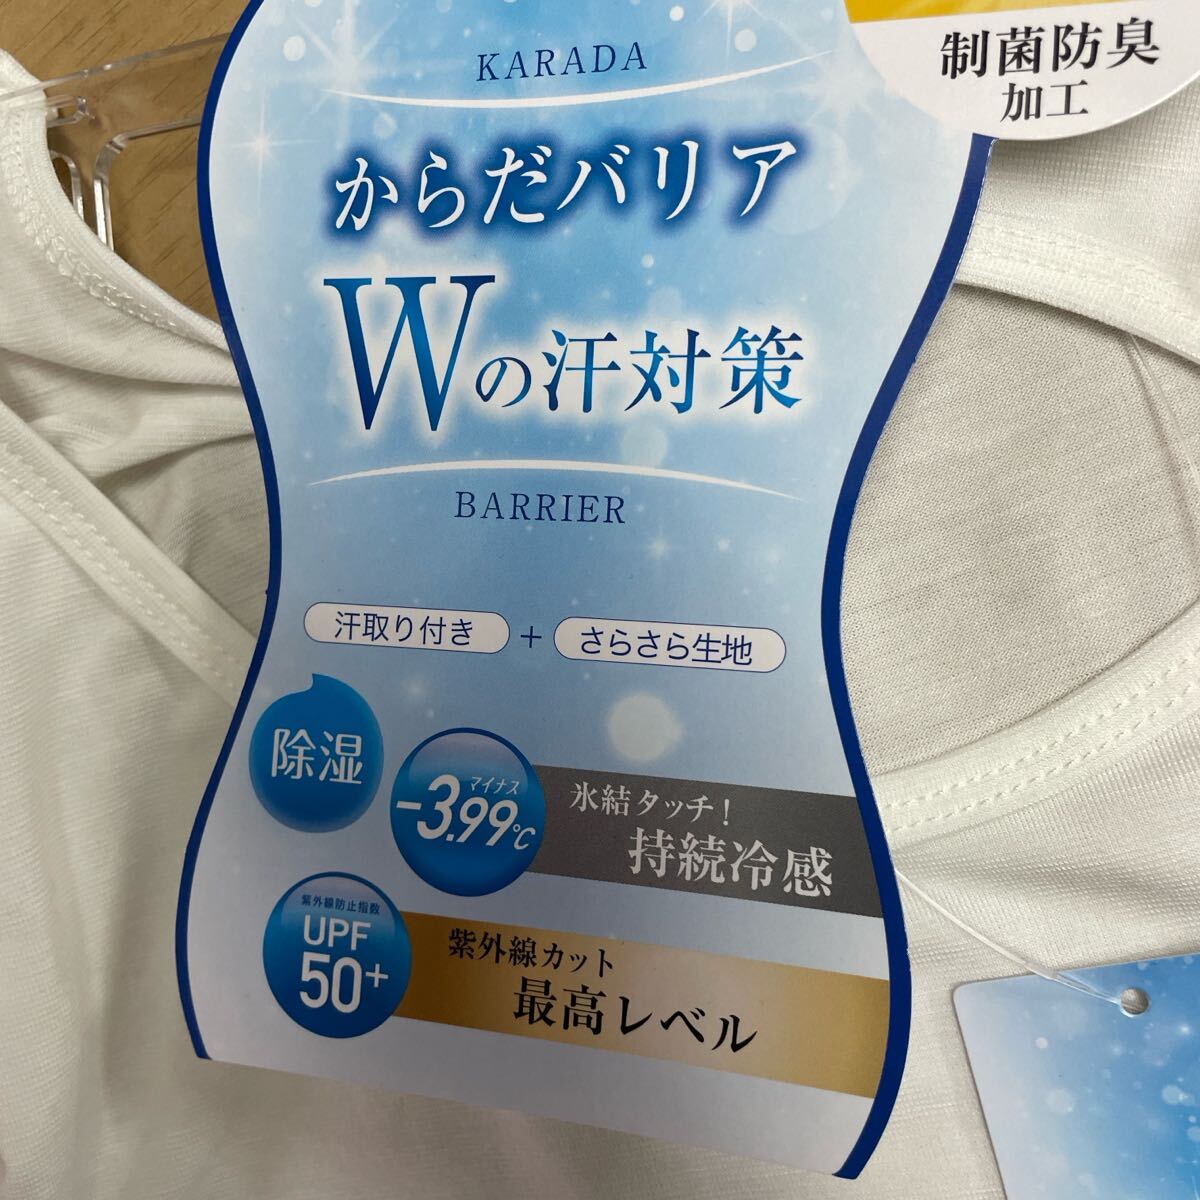 制菌防臭
加工
KARADA
からだバリア
Wの汗対策
BARRIER
汗取り付き + さらさら生地
除湿
マイナス
-3.99℃
氷結タッチ!
持続冷感
紫外線防止指数
UPF
50+
紫外線カット
最高レベル